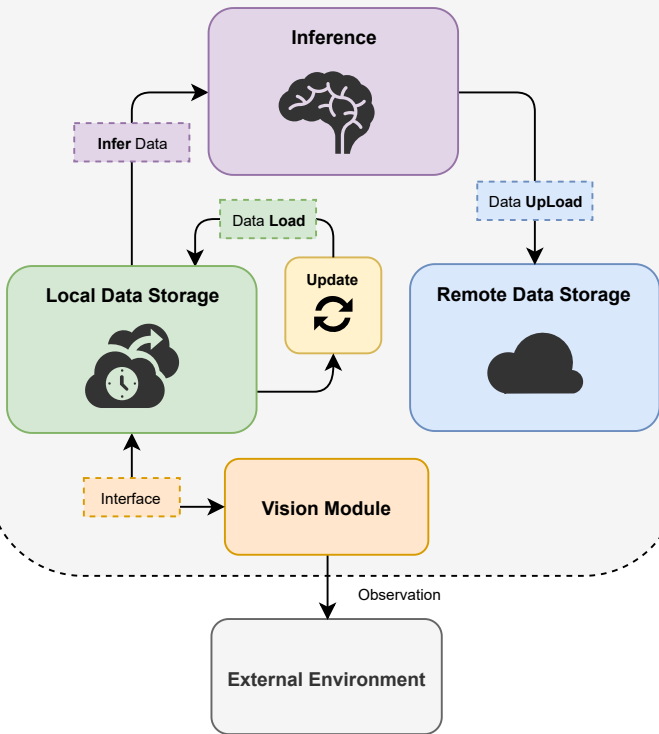 Inference
Infer Data
Data UpLoad
Data Load
Update
Local Data Storage
Remote Data Storage
Interface
Vision Module
Observation
External Environment